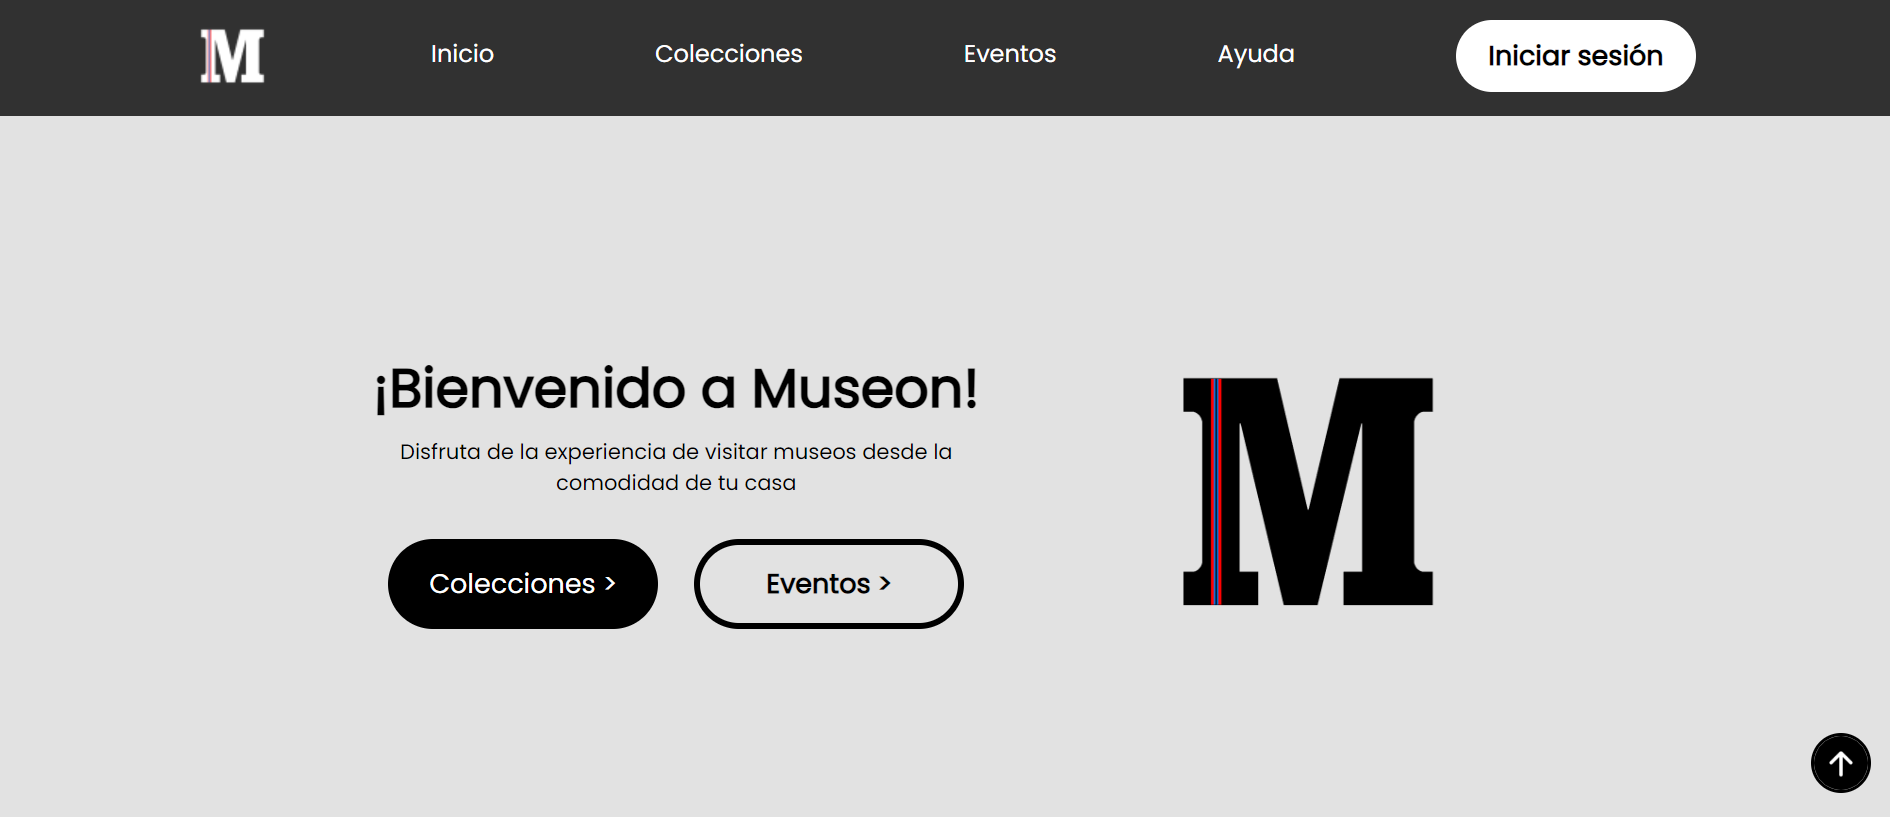 M
Inicio
Colecciones
Eventos
Ayuda
Iniciar sesión
¡Bienvenido a Museon!
Disfruta de la experiencia de visitar museos desde la
comodidad de tu casa
Colecciones >
Eventos >
M